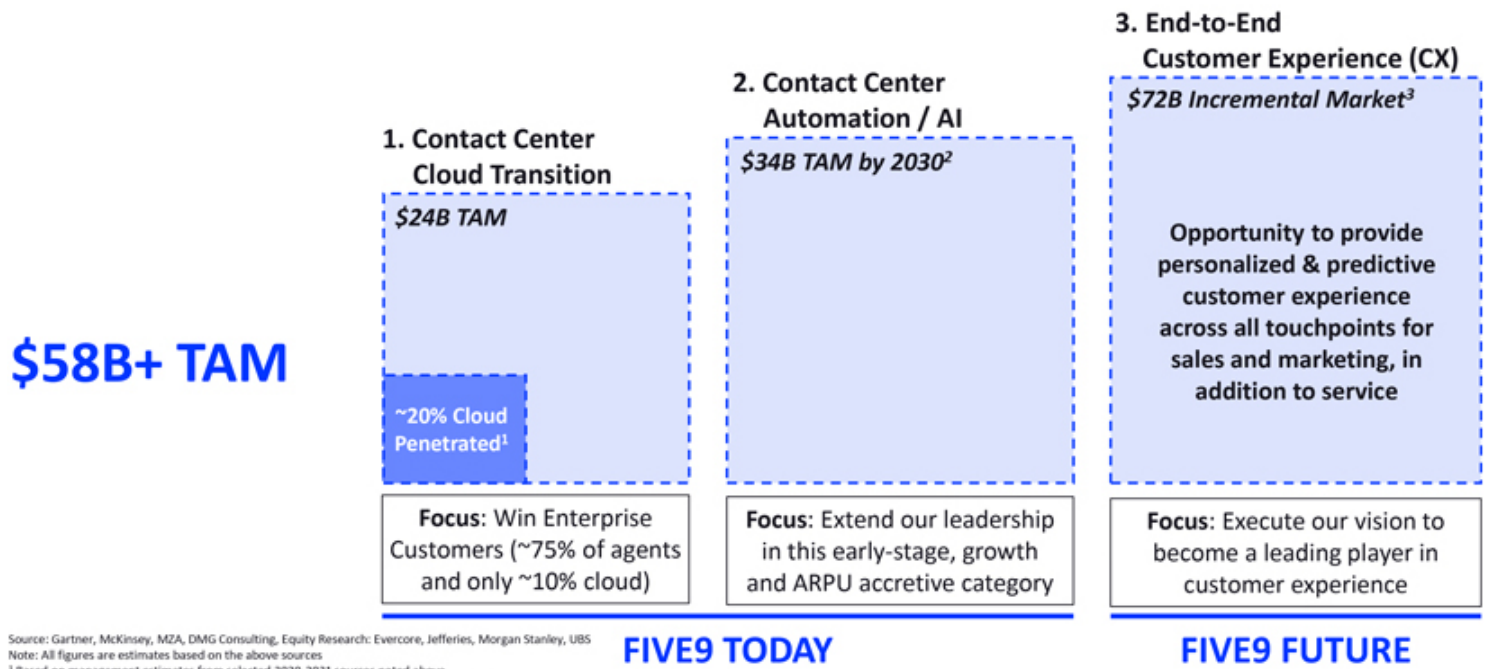 3. End-to-End
Customer Experience (CX)
$72B Incremental Market³
2. Contact Center
Automation / AI
$34B TAM by 2030²
1. Contact Center
Cloud Transition
$24B TAM
Opportunity to provide
personalized & predictive
customer experience
across all touchpoints for
sales and marketing, in
addition to service
$58B+ TAM
~20% Cloud
Penetrated¹
Focus: Win Enterprise
Customers (~75% of agents
and only ~10% cloud)
Focus: Extend our leadership
in this early-stage, growth
and ARPU accretive category
Focus: Execute our vision to
become a leading player in
customer experience
Source: Gartner, McKinsey, MZA, DMG Consulting, Equity Research: Evercore, Jefferies, Morgan Stanley, UBS
Note: All figures are estimates based on the above sources
FIVE9 TODAY
FIVE9 FUTURE